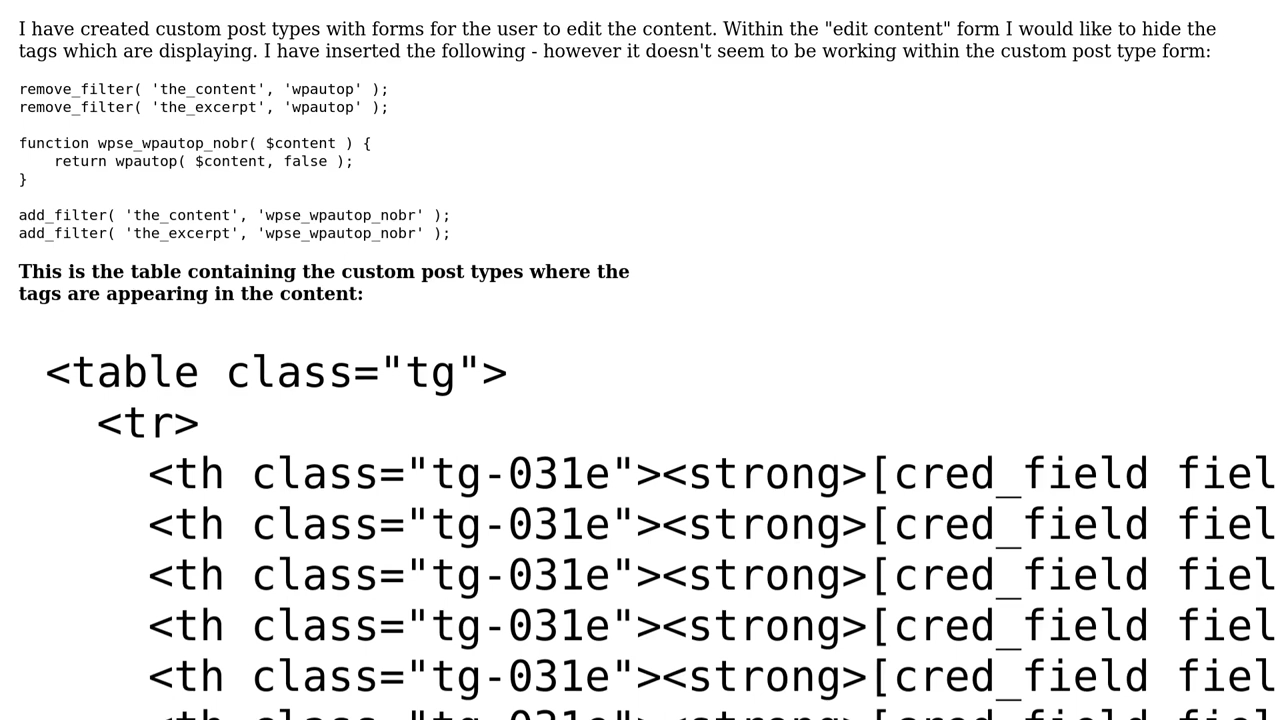 I have created custom post types with forms for the user to edit the content. Within the "edit content" form I would like to hide the
tags which are displaying. I have inserted the following - however it doesn't seem to be working within the custom post type form:
remove_filter( 'the_content', 'wpautop' );
remove_filter( 'the_excerpt', 'wpautop' );
function wpse_wpautop_nobr( $content ) {
    return wpautop( $content, false );
}
add_filter( 'the_content', 'wpse_wpautop_nobr' );
add_filter( 'the_excerpt', 'wpse_wpautop_nobr' );
This is the table containing the custom post types where the
tags are appearing in the content:
<table class="tg">
  <tr>
    <th class="tg-031e"><strong>[cred_field fiel
    <th class="tg-031e"><strong>[cred_field fiel
    <th class="tg-031e"><strong>[cred_field fiel
    <th class="tg-031e"><strong>[cred_field fiel
    <th class="tg-031e"><strong>[cred_field fiel